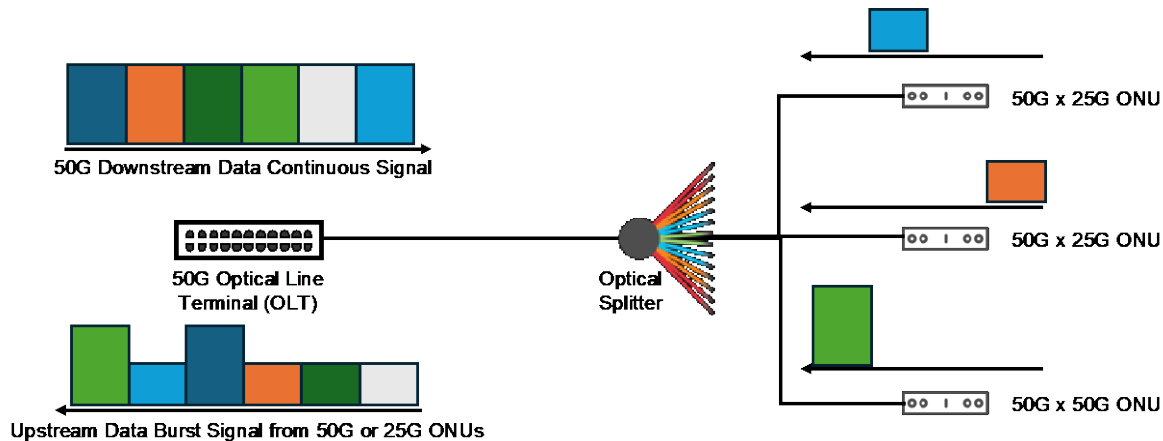 50G Downstream Data Continuous Signal
50G Optical Line
Terminal (OLT)
Upstream Data Burst Signal from 50G or 25G ONUs
Optical
Splitter
50G x 25G ONU
50G x 25G ONU
50G x 50G ONU